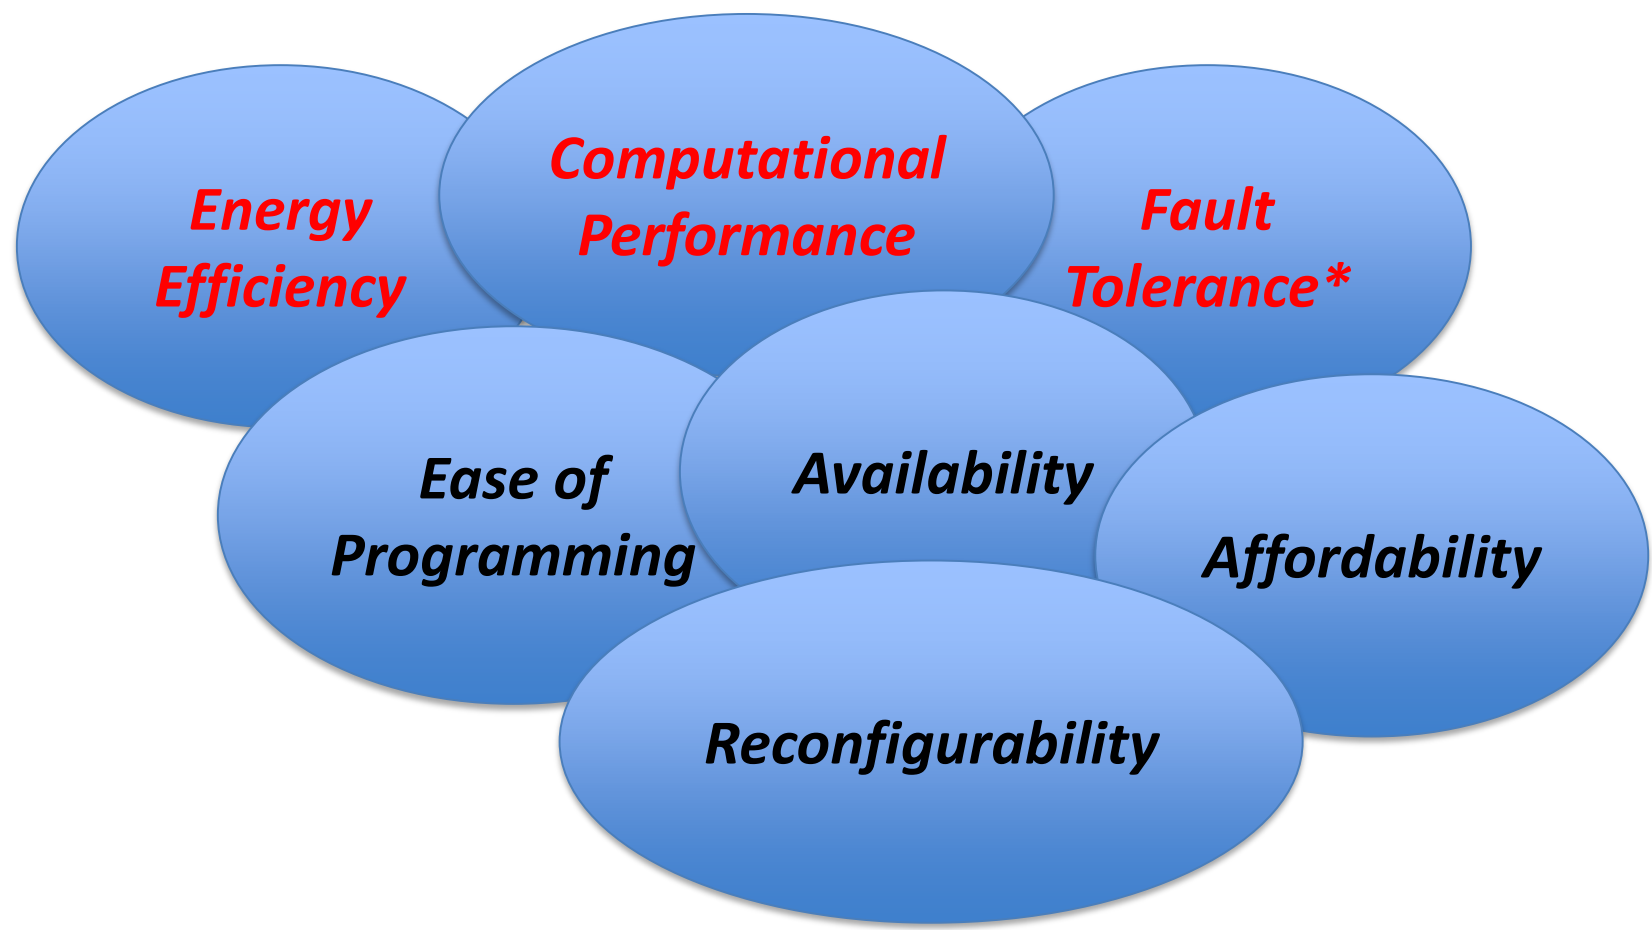 Energy
Efficiency
Computational
Performance
Fault
Tolerance*
Ease of
Programming
Availability
Affordability
Reconfigurability